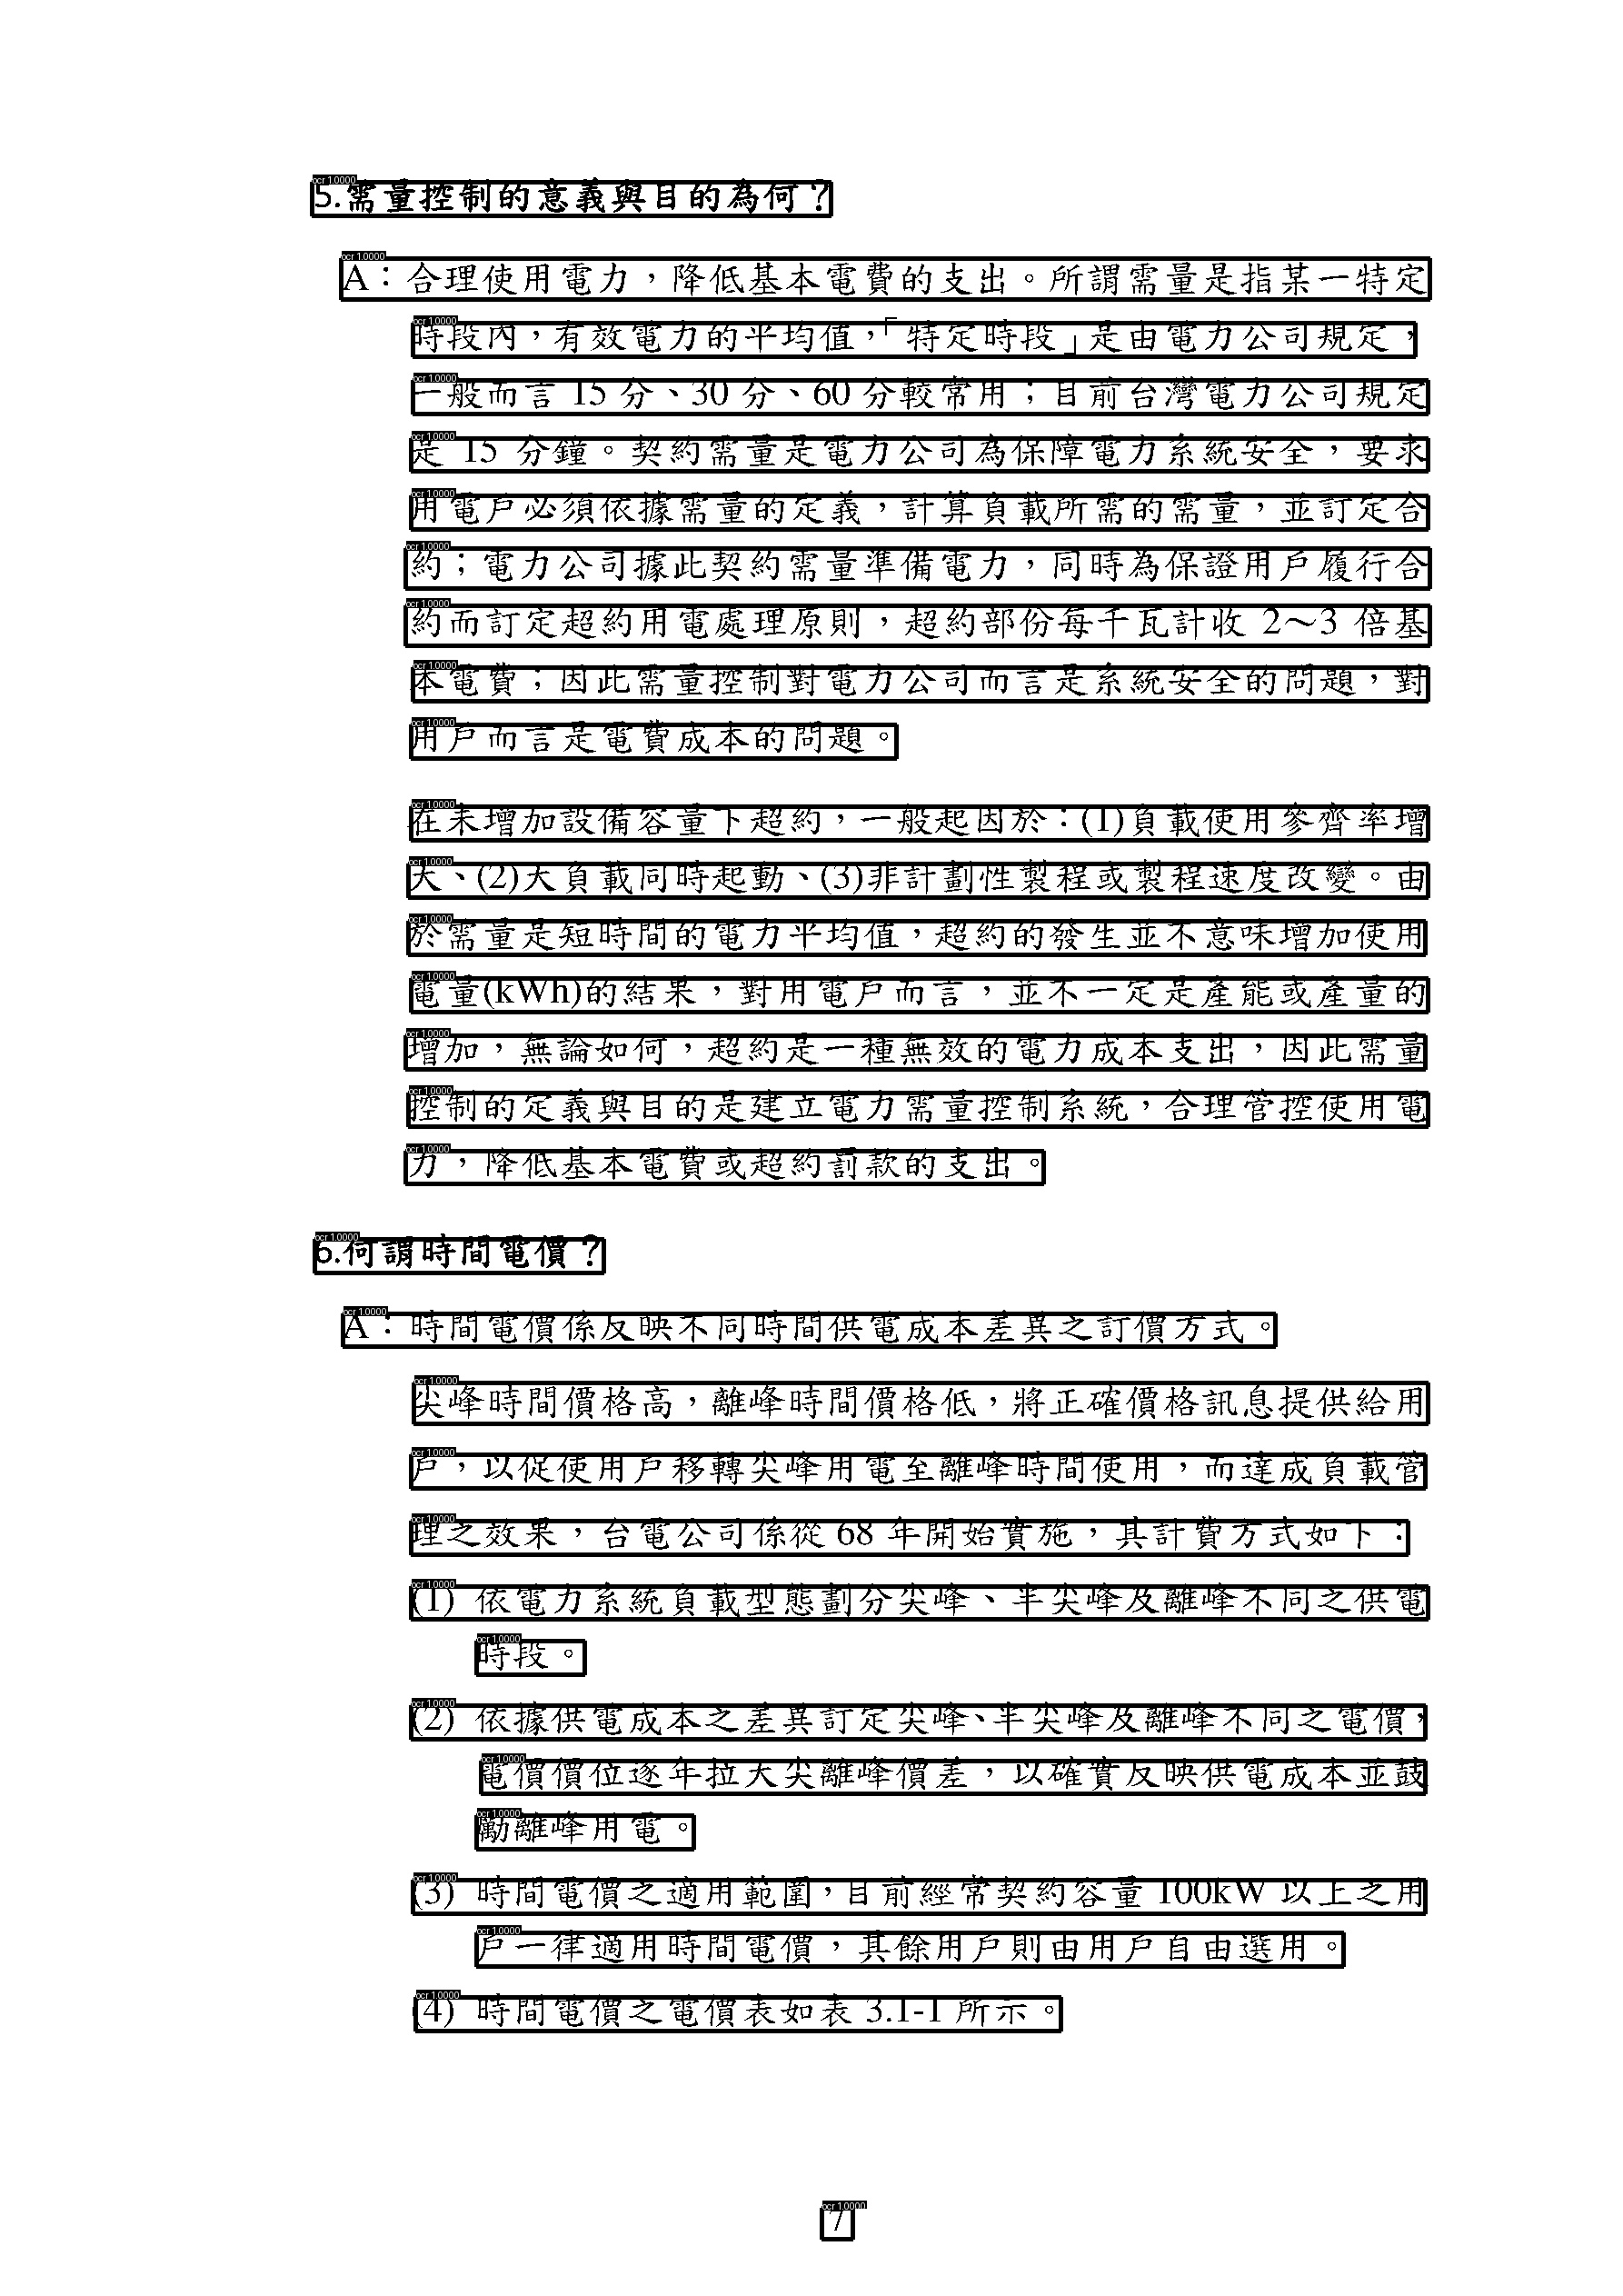 5.需量控制的意義與目的為何？
A：合理使用電力，降低基本電費的支出。所謂需量是指某一特定
時段內，有效電力的平均值，「特定時段」是由電力公司規定，
一般而言 15 分、30 分、60 分較常用；目前台灣電力公司規定
是 15 分鐘。契約需量是電力公司為保障電力系統安全，要求
用電戶必須依據需量的定義，計算負載所需的需量，並訂定合
約；電力公司據此契約需量準備電力，同時為保證用戶履行合
約而訂定超約用電處理原則，超約部份每千瓦計收 2～3 倍基
本電費；因此需量控制對電力公司而言是系統安全的問題，對
用戶而言是電費成本的問題。
在未增加設備容量下超約，一般起因於：(1)負載使用參齊率增
大、(2)大負載同時起動、(3)非計劃性製程或製程速度改變。由
於需量是短時間的電力平均值，超約的發生並不意味增加使用
電量(kWh)的結果，對用電戶而言，並不一定是產能或產量的
增加，無論如何，超約是一種無效的電力成本支出，因此需量
控制的定義與目的是建立電力需量控制系統，合理管控使用電
力，降低基本電費或超約罰款的支出。
6.何謂時間電價？
A：時間電價係反映不同時間供電成本差異之訂價方式。
尖峰時間價格高，離峰時間價格低，將正確價格訊息提供給用
戶，以促使用戶移轉尖峰用電至離峰時間使用，而達成負載管
理之效果，台電公司係從 68 年開始實施，其計費方式如下：
(1) 依電力系統負載型態劃分尖峰、半尖峰及離峰不同之供電
時段。
(2) 依據供電成本之差異訂定尖峰、半尖峰及離峰不同之電價，
電價價位逐年拉大尖離峰價差，以確實反映供電成本並鼓
勵離峰用電。
(3) 時間電價之適用範圍，目前經常契約容量 100kW 以上之用
戶一律適用時間電價，其餘用戶則由用戶自由選用。
(4) 時間電價之電價表如表 3.1-1 所示。
7